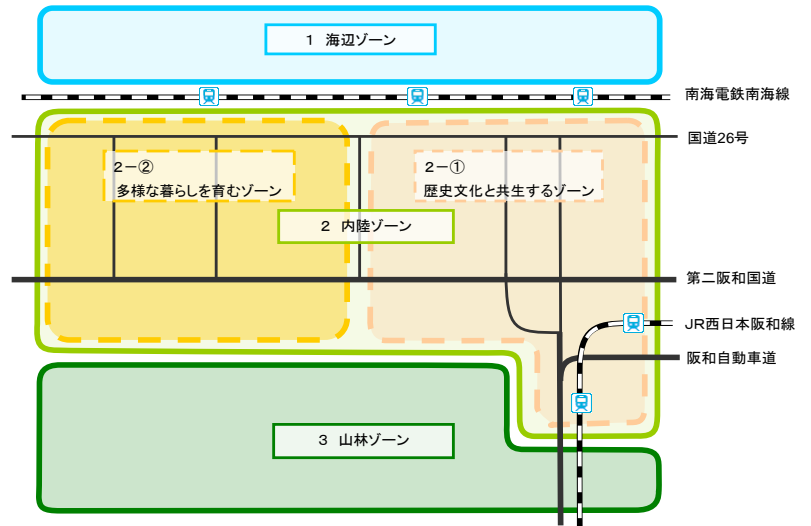 1 海辺ゾーン
南海電鉄南海線
国道26号
2－②
多様な暮らしを育むゾーン
2－①
歴史文化と共生するゾーン
2 内陸ゾーン
第二阪和国道
JR西日本阪和線
阪和自動車道
3 山林ゾーン